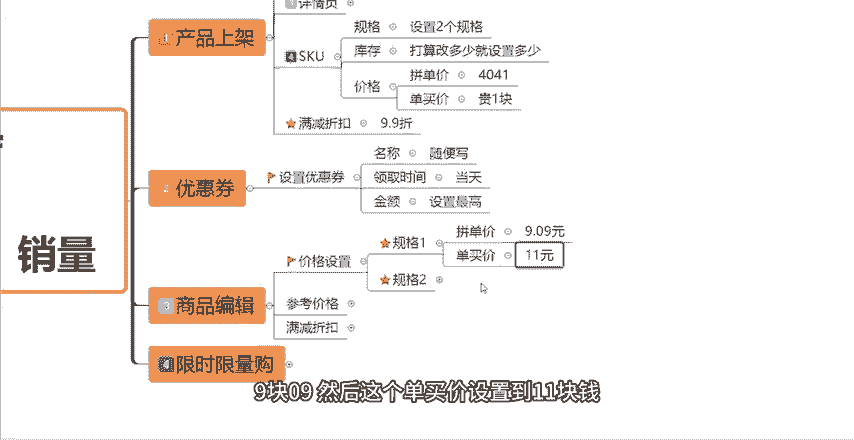 详情页
1 产品上架
规格
设置2个规格
4 SKU
库存
打算改多少就设置多少
价格
拼单价
4041
单买价
贵1块
满减折扣
9.9折
2 优惠券
设置优惠券
名称
随便写
领取时间
当天
金额
设置最高
销量
3 商品编辑
价格设置
规格1
拼单价
9.09元
单买价
11元
规格2
参考价格
满减折扣
4 限时限量购
9块09 然后这个单买价设置到11块钱